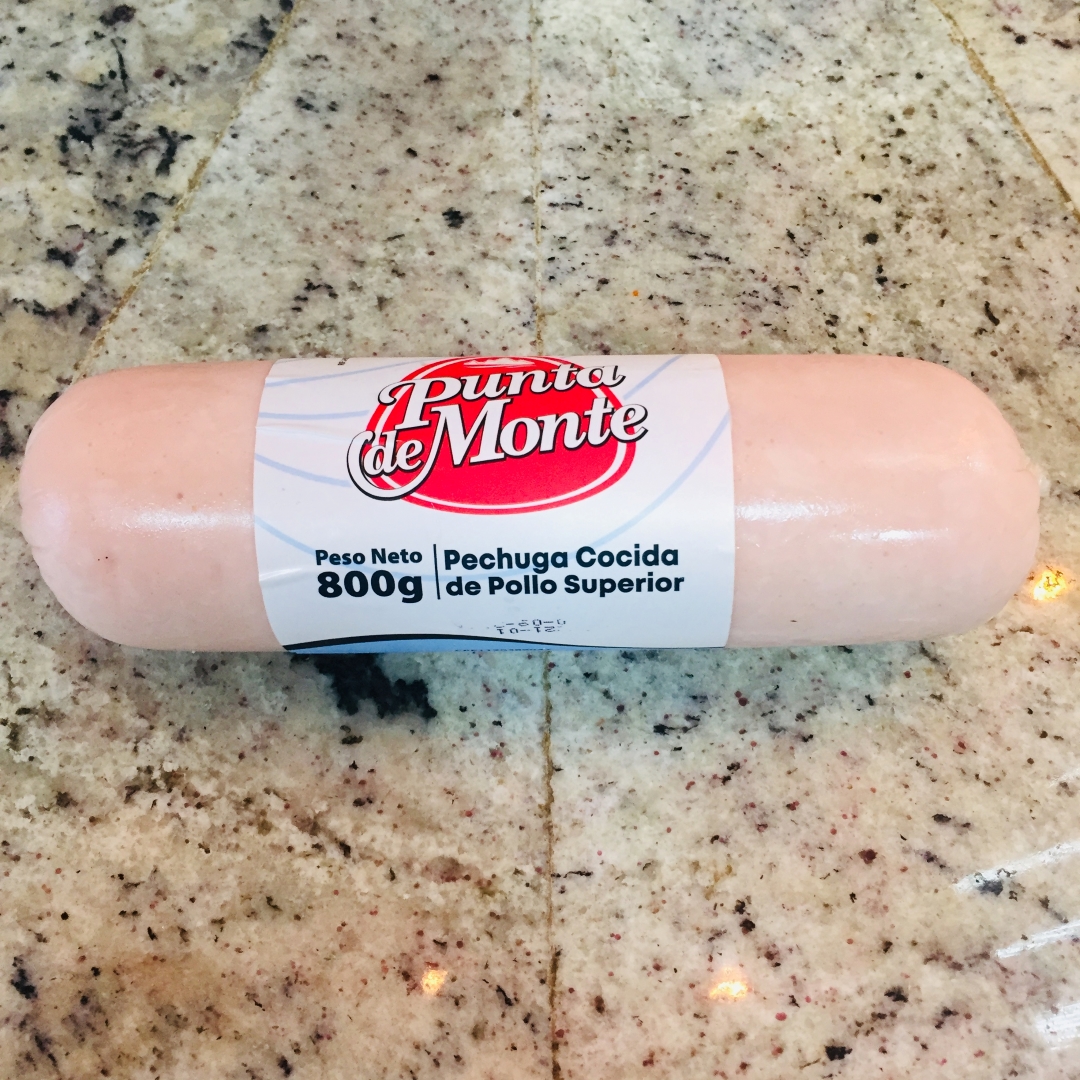 Punta
de Monte
Peso Neto
800g
Pechuga Cocida
de Pollo Superior